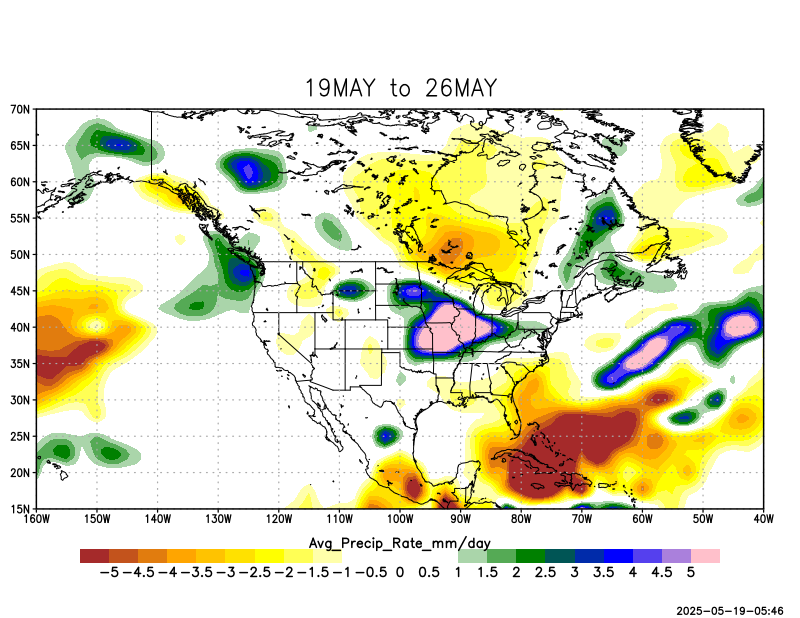 19MAY to 26MAY
70N
65N
60N
55N
50N
45N
40N
35N
30N
25N
20N
15N
160W 150W 140W 130W 120W 110W 100W 90W 80W 70W 60W 50W 40W
Avg_Precip_Rate_mm/day
-5 -4.5 -4 -3.5 -3 -2.5 -2 -1.5 -1 -0.5 0 0.5 1 1.5 2 2.5 3 3.5 4 4.5 5
2025-05-19-05:46